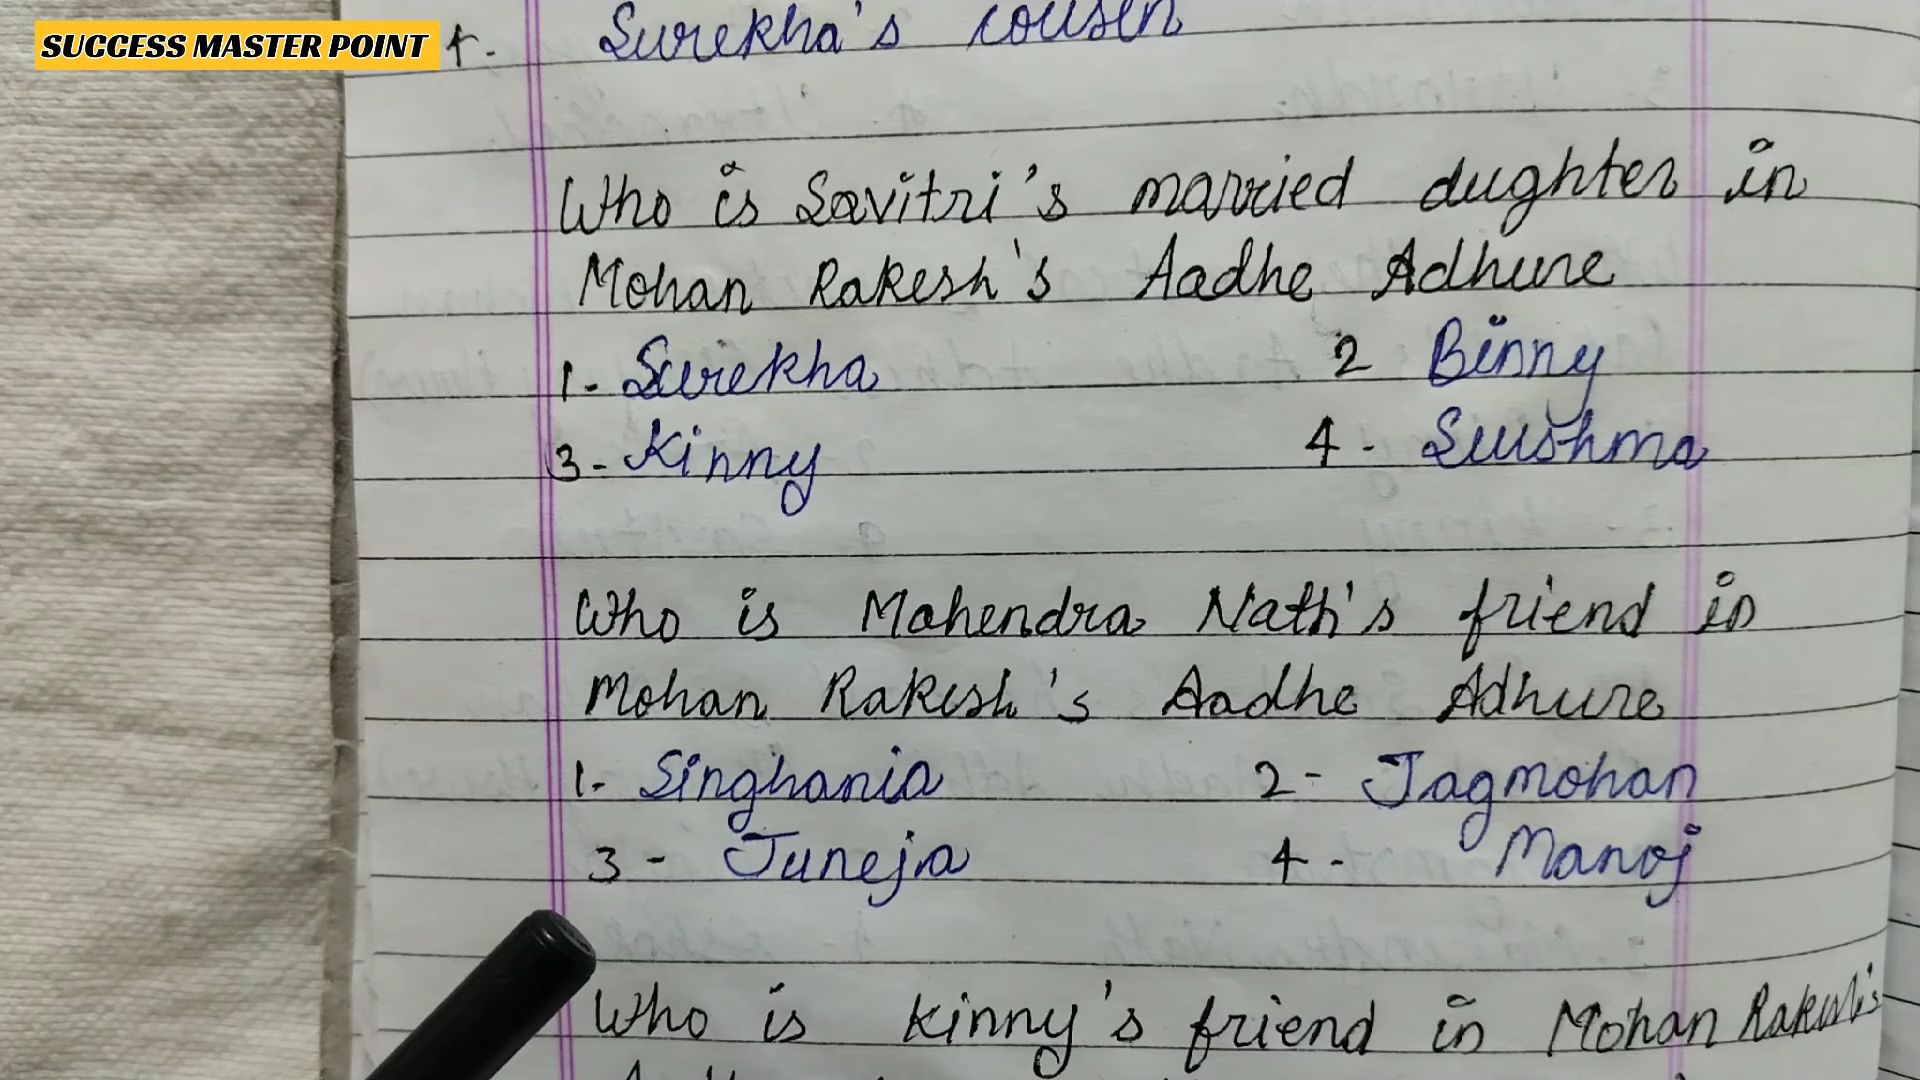 SUCCESS MASTER POINT
4. Surekha's cousin
Who is Savitri's married dughter in
Mohan Rakesh's Aadhe Adhure
1- Surekha 2 Binny
3- Kinny 4- Sushma
Who is Mahendra Nath's friend in
Mohan Rakesh's Aadhe Adhure
1- Singhania 2- Jagmohan
3- Juneja 4- Manoj
Who is Kinny's friend in Mohan Rakesh's